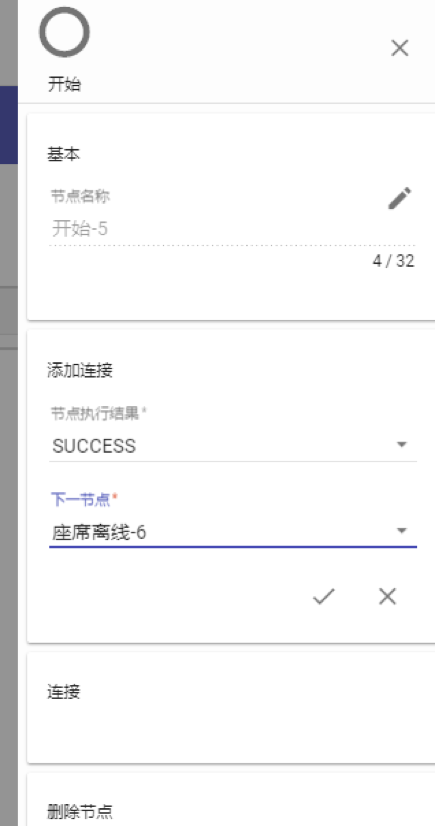 开始
基本
节点名称
开始-5
4 / 32
添加连接
节点执行结果*
SUCCESS
下一节点*
座席离线-6
连接
删除节点